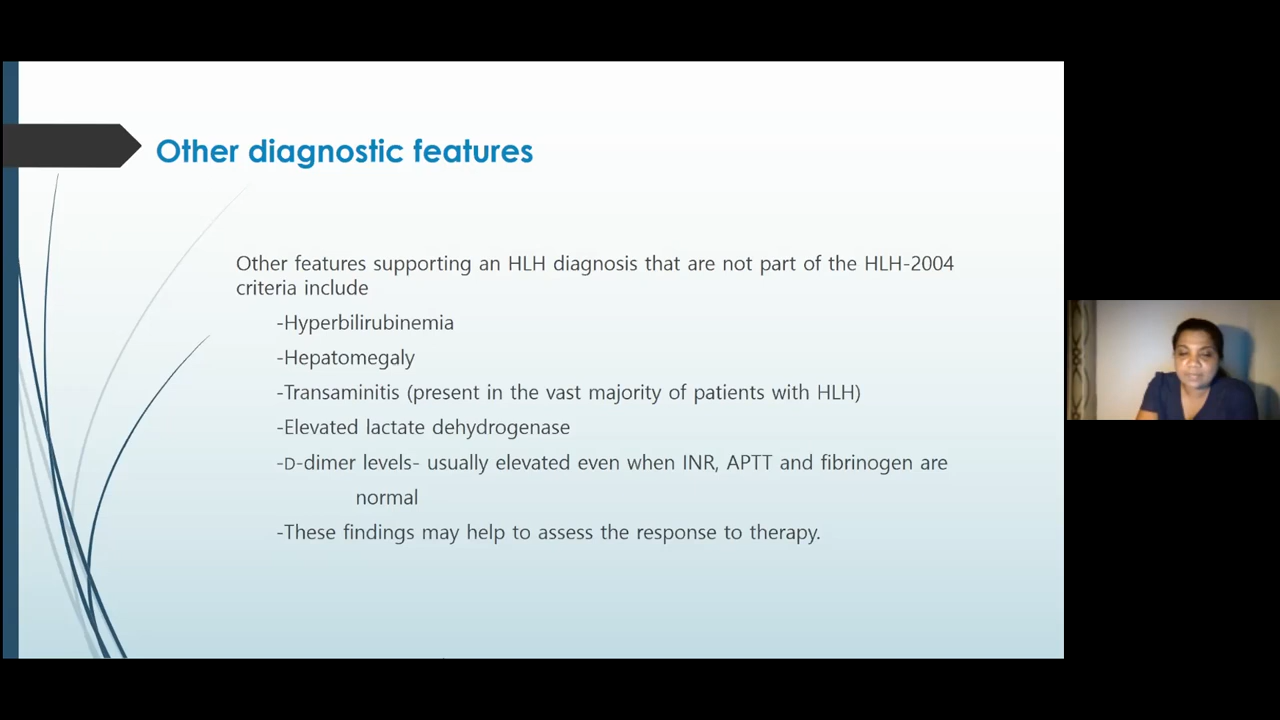 Other diagnostic features
Other features supporting an HLH diagnosis that are not part of the HLH-2004
criteria include
-Hyperbilirubinemia
-Hepatomegaly
-Transaminitis (present in the vast majority of patients with HLH)
-Elevated lactate dehydrogenase
-D-dimer levels- usually elevated even when INR, APTT and fibrinogen are
normal
-These findings may help to assess the response to therapy.